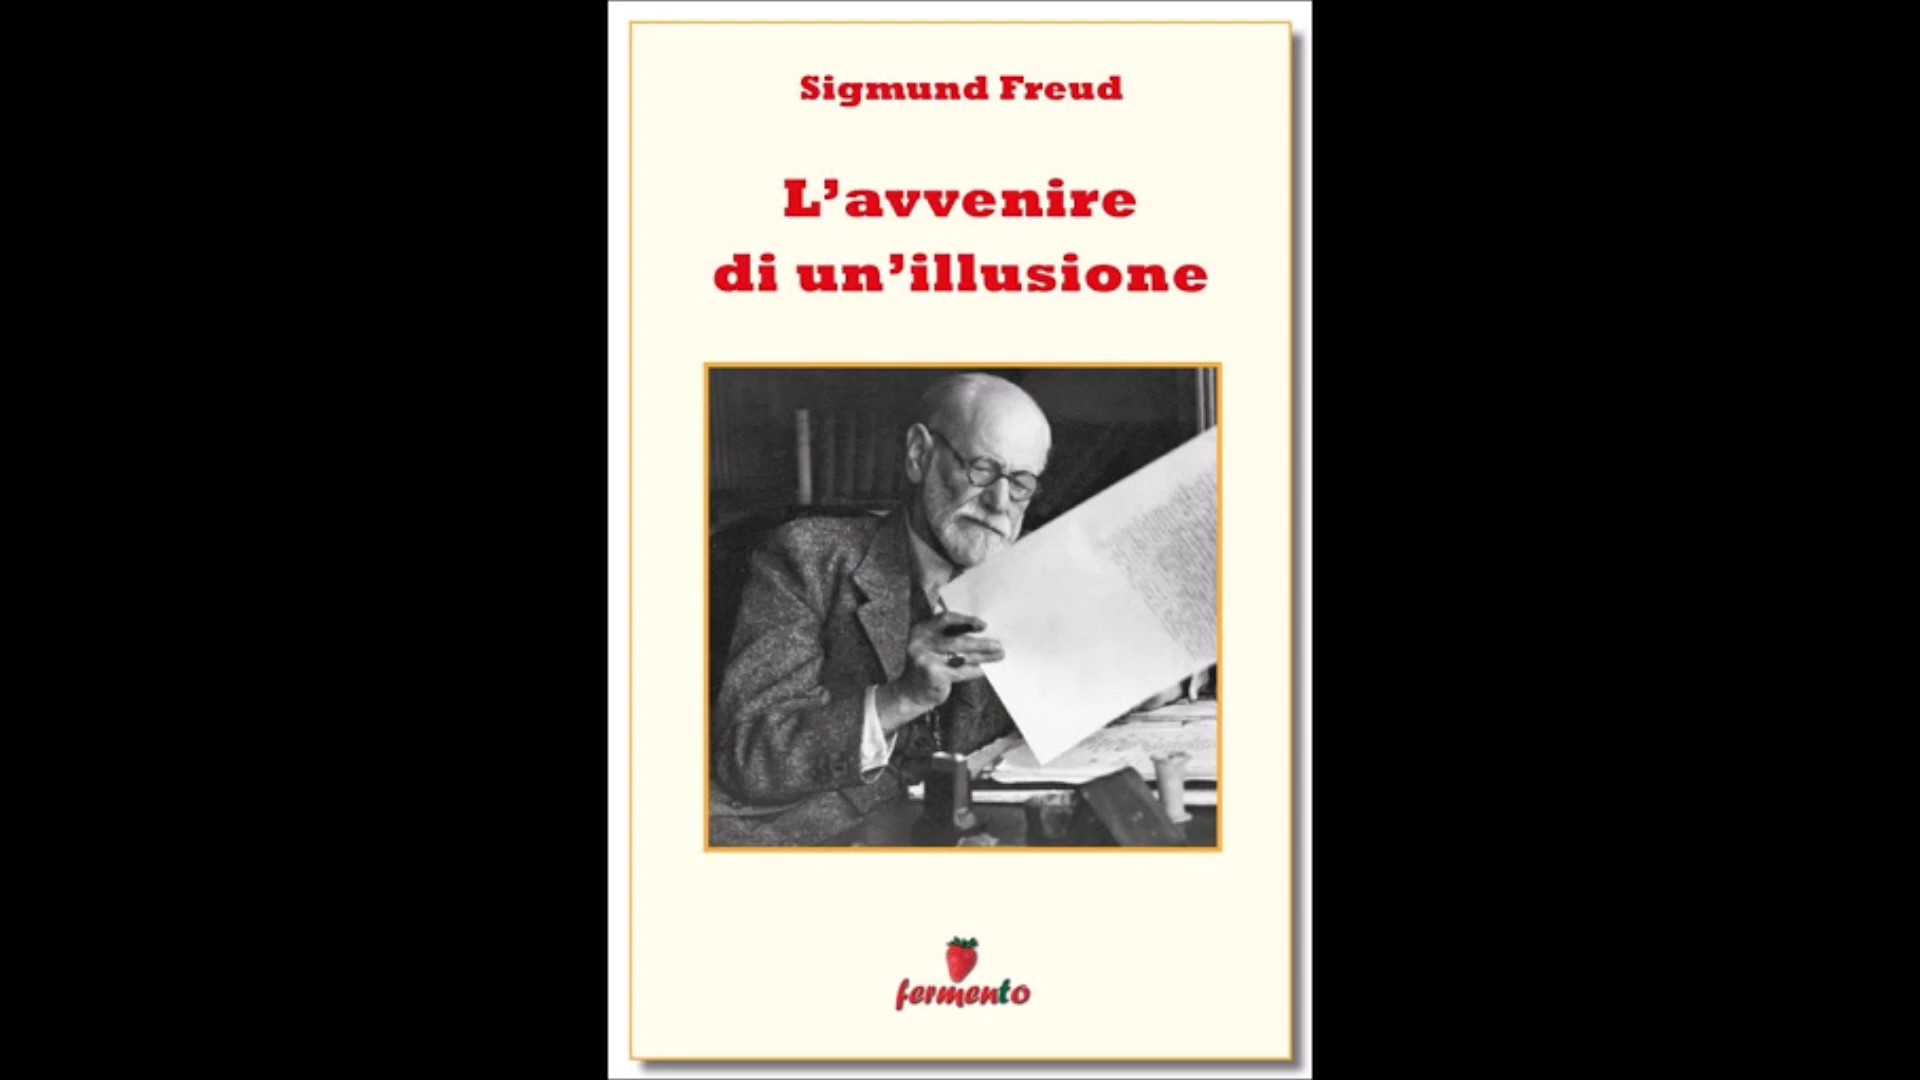 Sigmund Freud
L’avvenire
di un’illusione
fermento